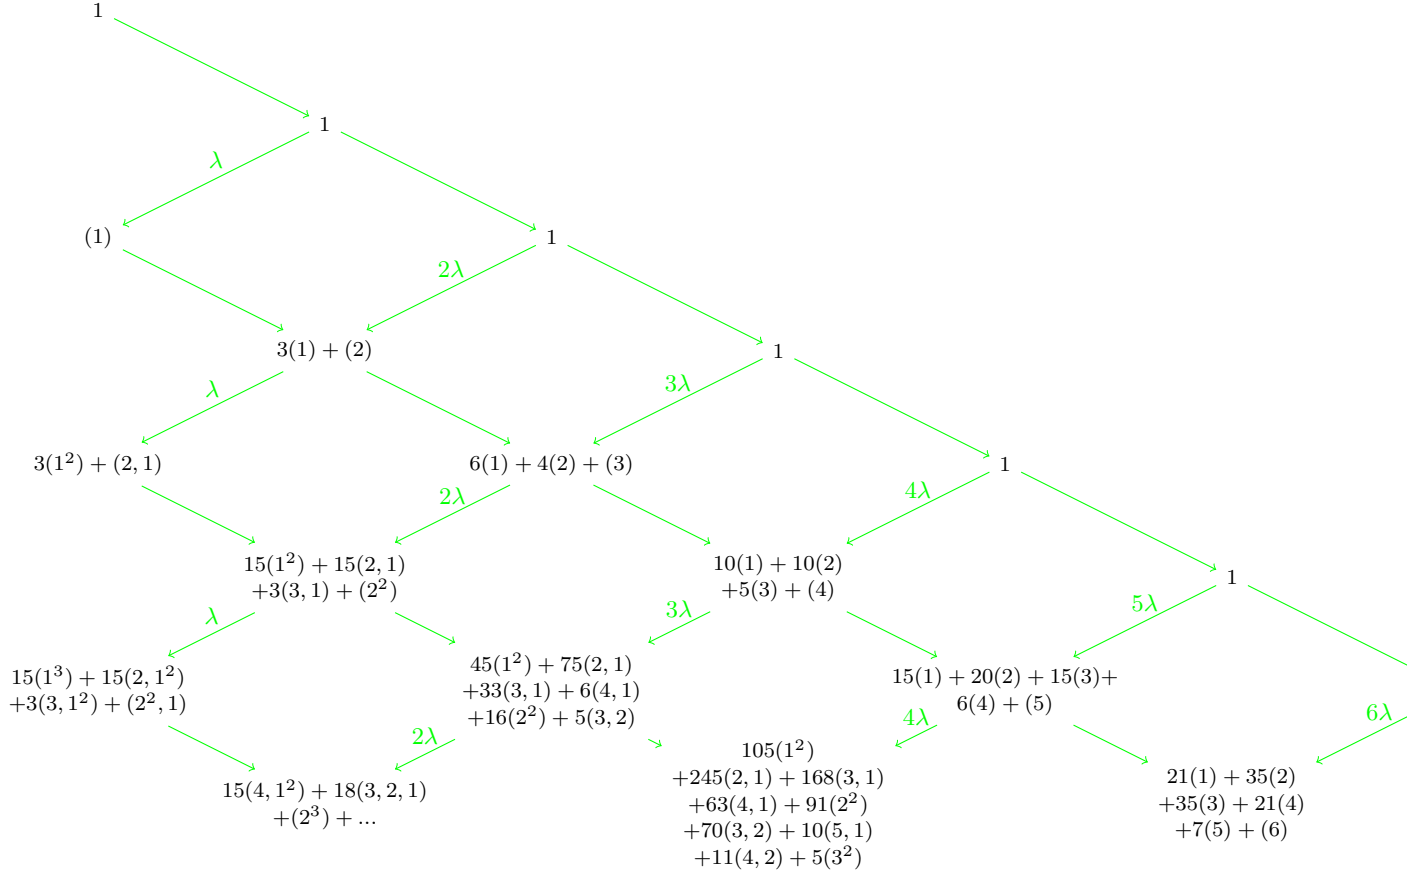 1
1
λ
(1)
1
2λ
3(1) + (2)
1
λ
3λ
3(1²) + (2, 1)
6(1) + 4(2) + (3)
1
2λ
4λ
15(1²) + 15(2, 1)
+3(3, 1) + (2²)
10(1) + 10(2)
+5(3) + (4)
1
λ
3λ
5λ
15(1³) + 15(2, 1²)
+3(3, 1²) + (2², 1)
45(1²) + 75(2, 1)
+33(3, 1) + 6(4, 1)
+16(2²) + 5(3, 2)
15(1) + 20(2) + 15(3)+
6(4) + (5)
2λ
4λ
6λ
15(4, 1²) + 18(3, 2, 1)
+(2³) + ...
105(1²)
+245(2, 1) + 168(3, 1)
+63(4, 1) + 91(2²)
+70(3, 2) + 10(5, 1)
+11(4, 2) + 5(3²)
21(1) + 35(2)
+35(3) + 21(4)
+7(5) + (6)